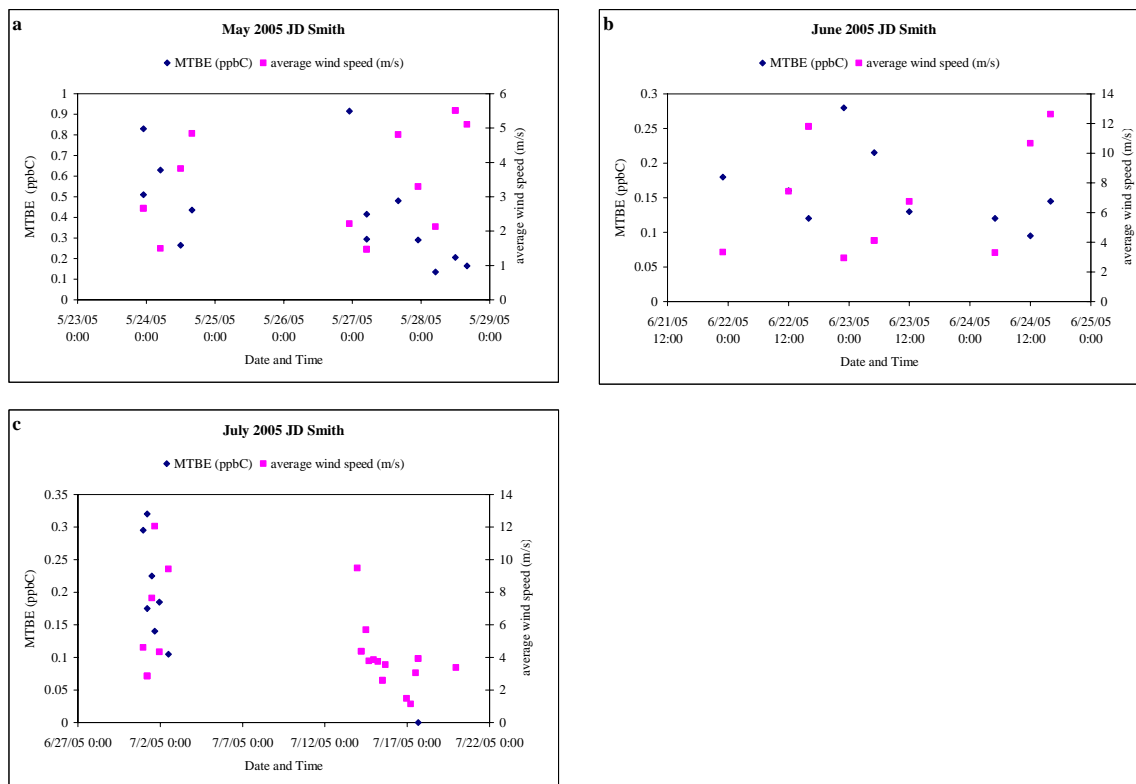 a
May 2005 JD Smith
MTBE (ppbC) average wind speed (m/s)
1 6
0.9
0.8 5
0.7
0.6 4
0.5 3
0.4
0.3 2
0.2
0.1 1
0 0
MTBE (ppbC)
average wind speed (m/s)
5/23/05 5/24/05 5/25/05 5/26/05 5/27/05 5/28/05 5/29/05
0:00 0:00 0:00 0:00 0:00 0:00 0:00
Date and Time
b
June 2005 JD Smith
MTBE (ppbC) average wind speed (m/s)
0.3 14
0.25 12
10
0.2
8
0.15
6
0.1
4
0.05 2
0 0
MTBE (ppbC)
average wind speed (m/s)
6/21/05 6/22/05 6/22/05 6/23/05 6/23/05 6/24/05 6/24/05 6/25/05
12:00 0:00 12:00 0:00 12:00 0:00 12:00 0:00
Date and Time
c
July 2005 JD Smith
MTBE (ppbC) average wind speed (m/s)
0.35 14
0.3 12
0.25 10
0.2 8
0.15 6
0.1 4
0.05 2
0 0
MTBE (ppbC)
average wind speed (m/s)
6/27/05 0:00 7/2/05 0:00 7/7/05 0:00 7/12/05 0:00 7/17/05 0:00 7/22/05 0:00
Date and Time